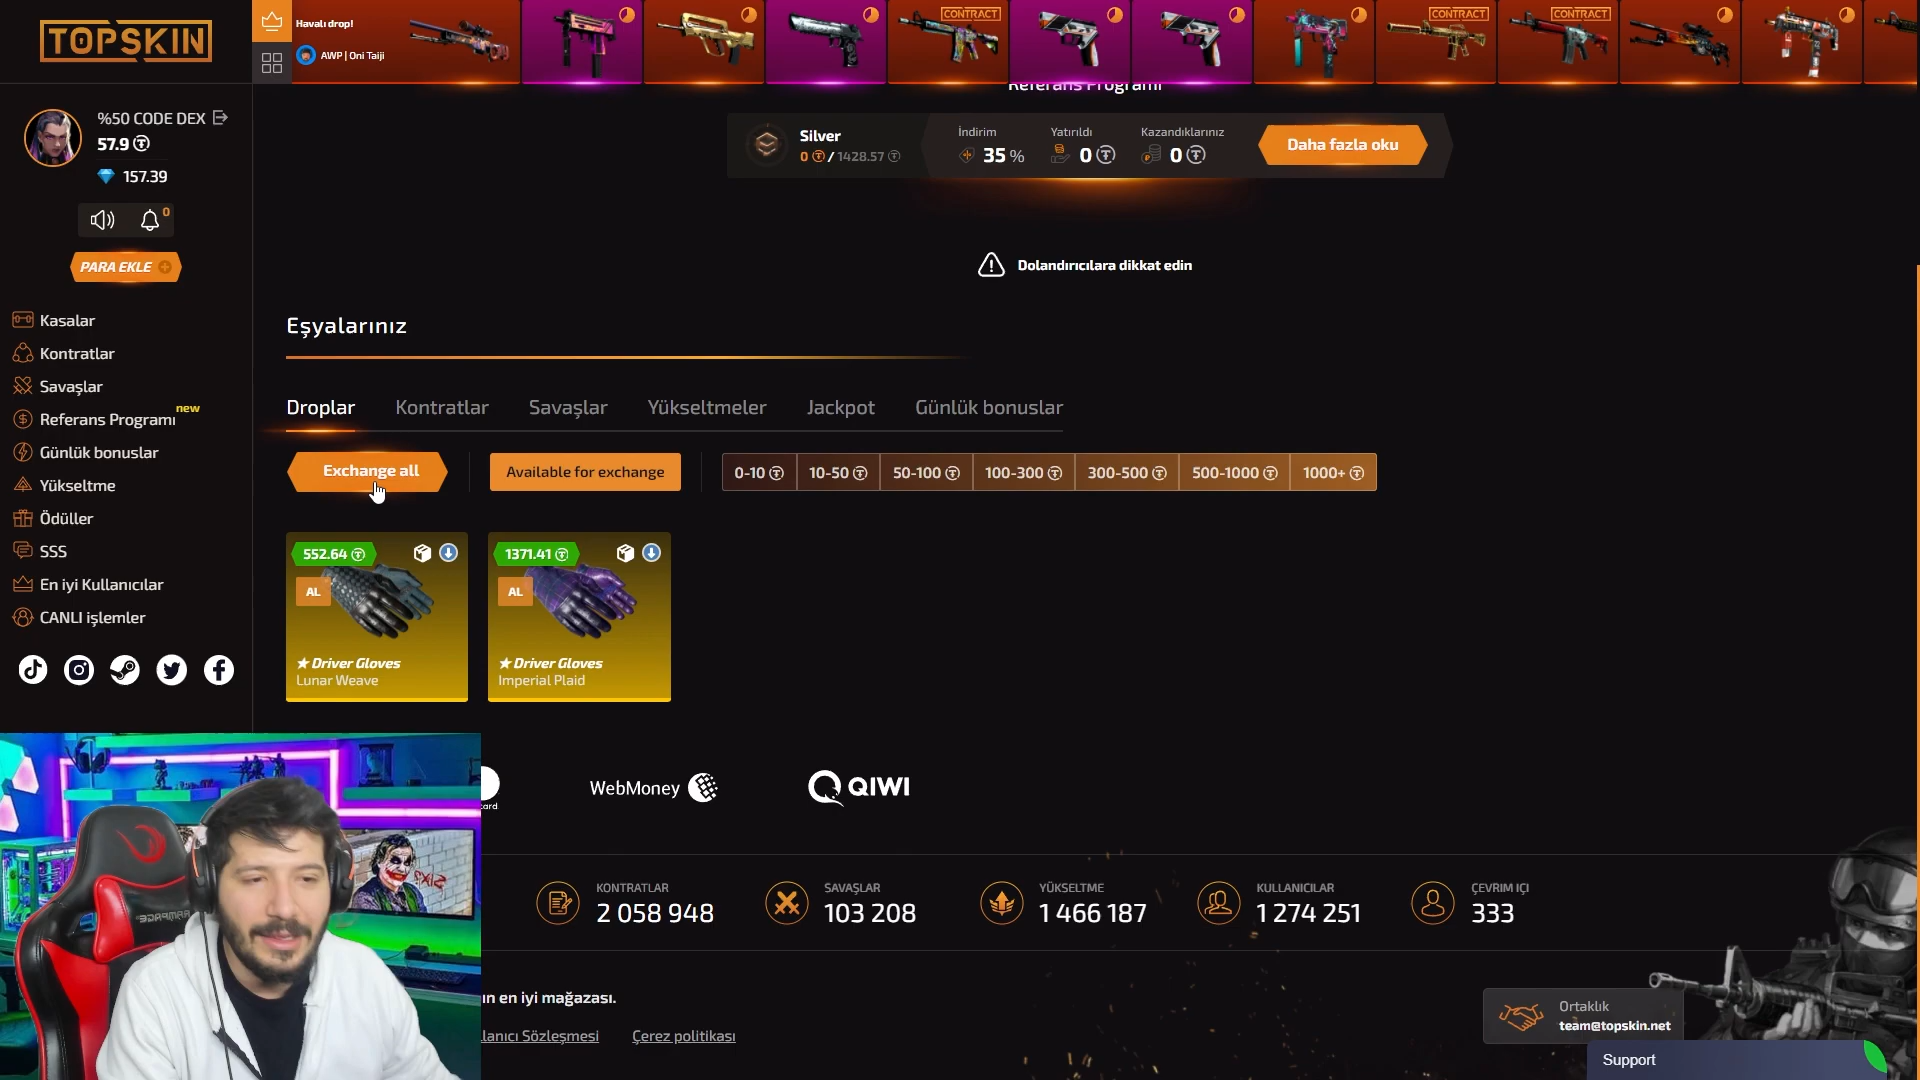 TOPSKIN
Havalı drop!
AWP | Oni Taiji
CONTRACT
CONTRACT
CONTRACT
%50 CODE DEX
57.9
157.39
0
PARA EKLE
Kasalar
Kontratlar
Savaşlar
Referans Programı new
Günlük bonuslar
Yükseltme
Ödüller
SSS
En iyi Kullanıcılar
CANLI işlemler
Referans Programı
Silver
0 / 1428.57
İndirim
35 %
Yatırıldı
0
Kazandıklarınız
0
Daha fazla oku
Dolandırıcılara dikkat edin
Eşyalarınız
Droplar Kontratlar Savaşlar Yükseltmeler Jackpot Günlük bonuslar
Exchange all
Available for exchange
0-10 10-50 50-100 100-300 300-500 500-1000 1000+
552.64
AL
★ Driver Gloves
Lunar Weave
1371.41
AL
★ Driver Gloves
Imperial Plaid
WebMoney
QIWI
KONTRATLAR
2 058 948
SAVAŞLAR
103 208
YÜKSELTME
1 466 187
KULLANICILAR
1 274 251
ÇEVRIM IÇI
333
ın en iyi mağazası.
llanıcı Sözleşmesi
Çerez politikası
Ortaklık
team@topskin.net
Support